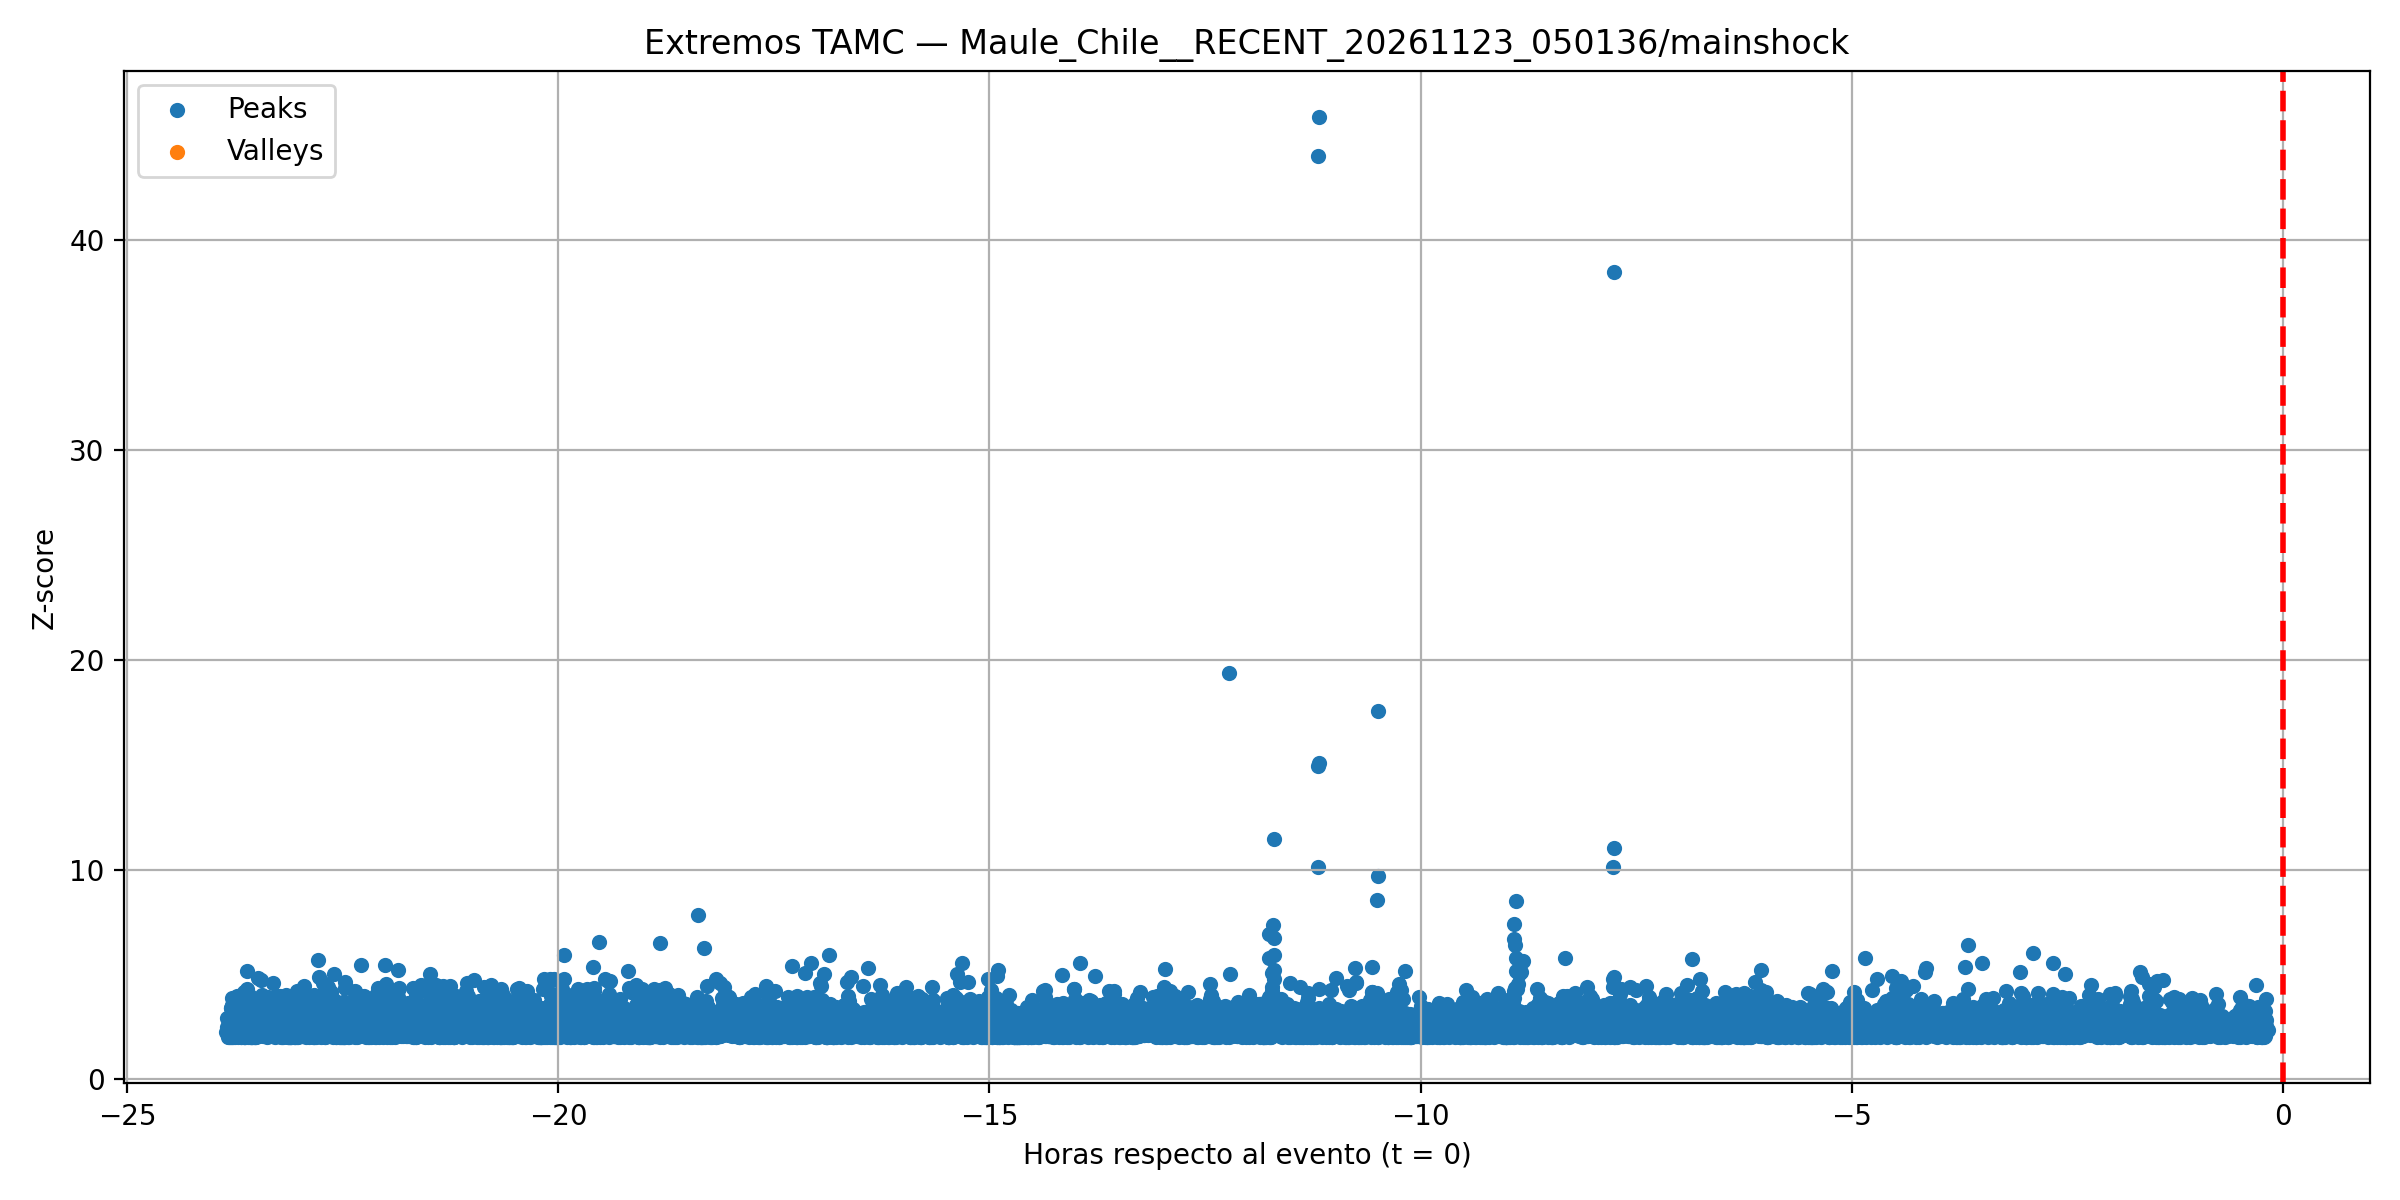 Extremos TAMC — Maule_Chile__RECENT_20261123_050136/mainshock
Peaks
Valleys
Z-score
40
30
20
10
0
−25
−20
−15
−10
−5
0
Horas respecto al evento (t = 0)